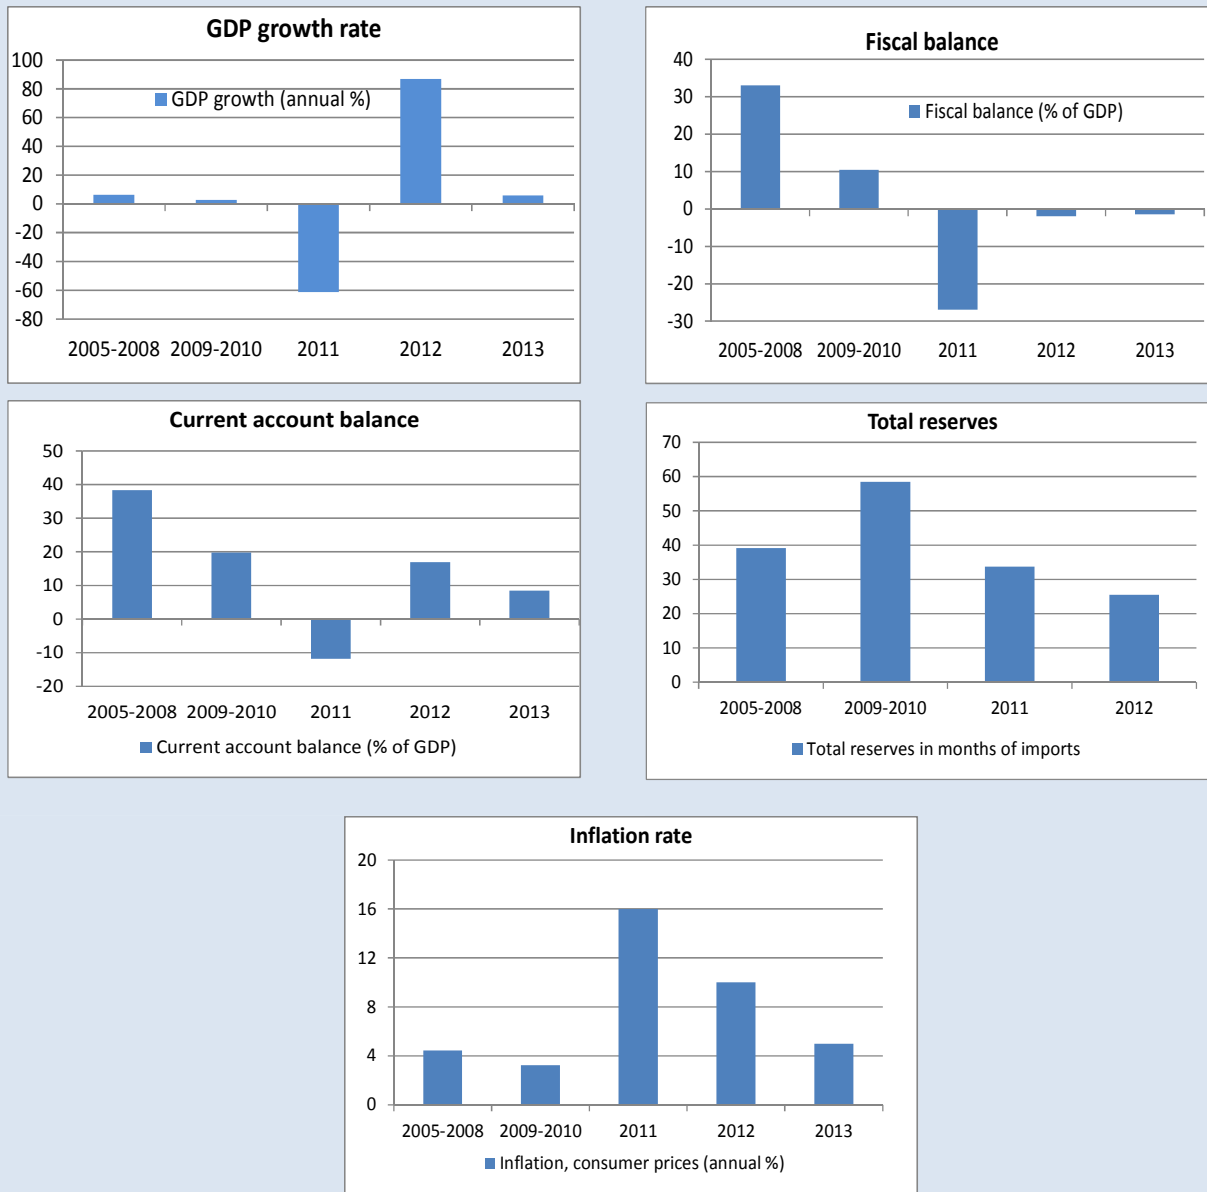 GDP growth rate
100
80
60
40
20
0
-20
-40
-60
-80
GDP growth (annual %)
2005-2008 2009-2010 2011 2012 2013
Fiscal balance
40
30
20
10
0
-10
-20
-30
Fiscal balance (% of GDP)
2005-2008 2009-2010 2011 2012 2013
Current account balance
50
40
30
20
10
0
-10
-20
2005-2008 2009-2010 2011 2012 2013
Current account balance (% of GDP)
Total reserves
70
60
50
40
30
20
10
0
2005-2008 2009-2010 2011 2012
Total reserves in months of imports
Inflation rate
20
16
12
8
4
0
2005-2008 2009-2010 2011 2012 2013
Inflation, consumer prices (annual %)